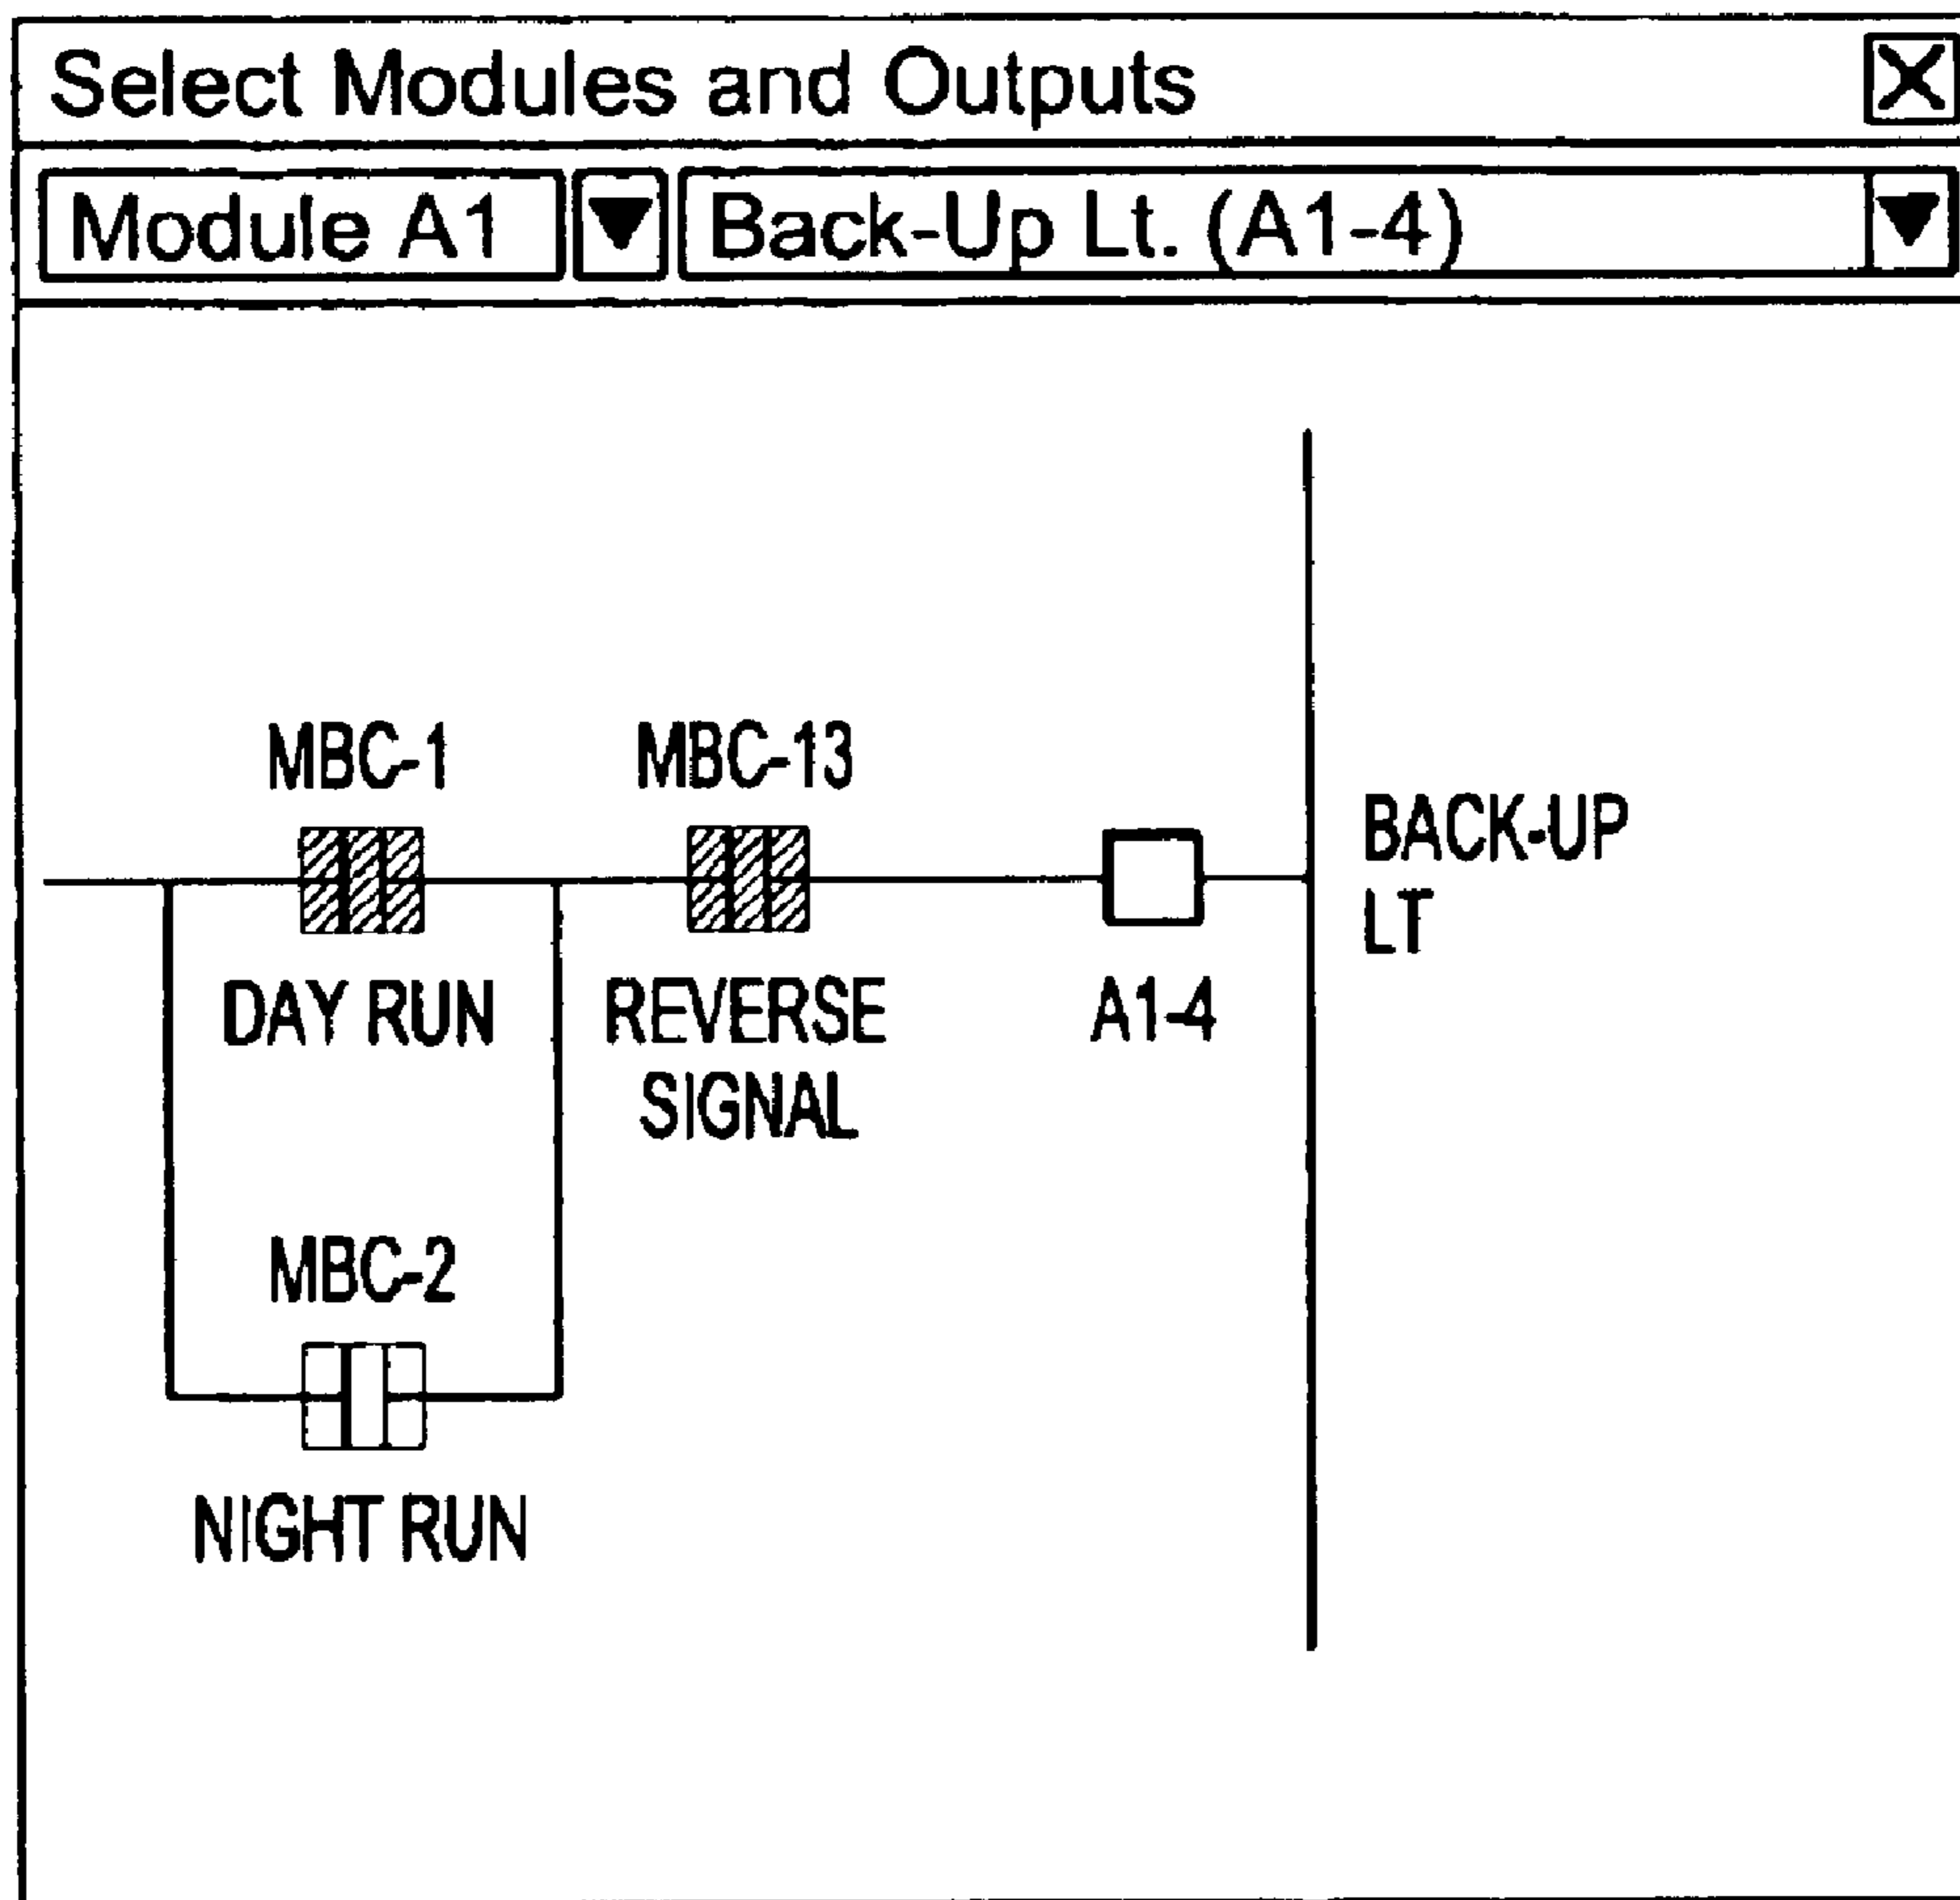 Select Modules and Outputs
Module A1 Back-Up Lt. (A1-4)
MBC-1 MBC-13
BACK-UP
LT
DAY RUN REVERSE
SIGNAL
A1-4
MBC-2
NIGHT RUN